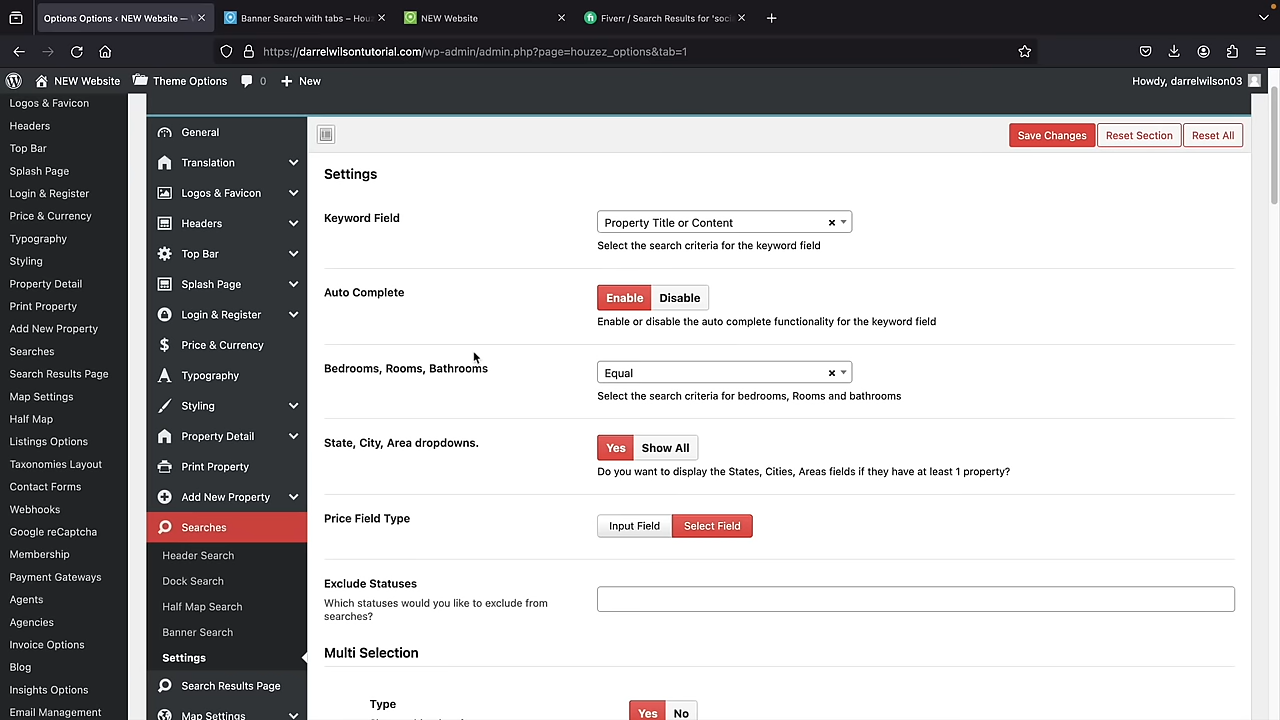 Options Options ‹ NEW Website —
Banner Search with tabs – Hou
NEW Website
Fiverr / Search Results for 'soci
https://darrelwilsontutorial.com/wp-admin/admin.php?page=houzez_options&tab=1
NEW Website
Theme Options
0
New
Howdy, darrelwilson03
Logos & Favicon
Headers
Top Bar
Splash Page
Login & Register
Price & Currency
Typography
Styling
Property Detail
Print Property
Add New Property
Searches
Search Results Page
Map Settings
Half Map
Listings Options
Taxonomies Layout
Contact Forms
Webhooks
Google reCaptcha
Membership
Payment Gateways
Agents
Agencies
Invoice Options
Blog
Insights Options
Email Management
General
Translation
Logos & Favicon
Headers
Top Bar
Splash Page
Login & Register
Price & Currency
Typography
Styling
Property Detail
Print Property
Add New Property
Searches
Header Search
Dock Search
Half Map Search
Banner Search
Settings
Search Results Page
Map Settings
Save Changes
Reset Section
Reset All
Settings
Keyword Field
Property Title or Content
Select the search criteria for the keyword field
Auto Complete
Enable Disable
Enable or disable the auto complete functionality for the keyword field
Bedrooms, Rooms, Bathrooms
Equal
Select the search criteria for bedrooms, Rooms and bathrooms
State, City, Area dropdowns.
Yes Show All
Do you want to display the States, Cities, Areas fields if they have at least 1 property?
Price Field Type
Input Field Select Field
Exclude Statuses
Which statuses would you like to exclude from
searches?
Multi Selection
Type
Yes No